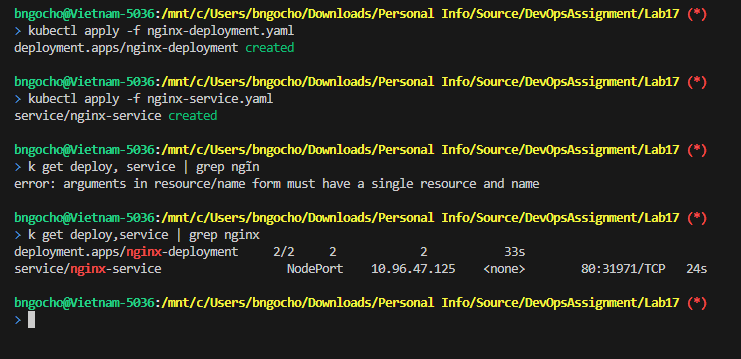 bngocho@Vietnam-5036:/mnt/c/Users/bngocho/Downloads/Personal Info/Source/DevOpsAssignment/Lab17 (*)
> kubectl apply -f nginx-deployment.yaml
deployment.apps/nginx-deployment created
bngocho@Vietnam-5036:/mnt/c/Users/bngocho/Downloads/Personal Info/Source/DevOpsAssignment/Lab17 (*)
> kubectl apply -f nginx-service.yaml
service/nginx-service created
bngocho@Vietnam-5036:/mnt/c/Users/bngocho/Downloads/Personal Info/Source/DevOpsAssignment/Lab17 (*)
> k get deploy, service | grep ngĩn
error: arguments in resource/name form must have a single resource and name
bngocho@Vietnam-5036:/mnt/c/Users/bngocho/Downloads/Personal Info/Source/DevOpsAssignment/Lab17 (*)
> k get deploy,service | grep nginx
deployment.apps/nginx-deployment 2/2 2 2 33s
service/nginx-service NodePort 10.96.47.125 <none> 80:31971/TCP 24s
bngocho@Vietnam-5036:/mnt/c/Users/bngocho/Downloads/Personal Info/Source/DevOpsAssignment/Lab17 (*)
>